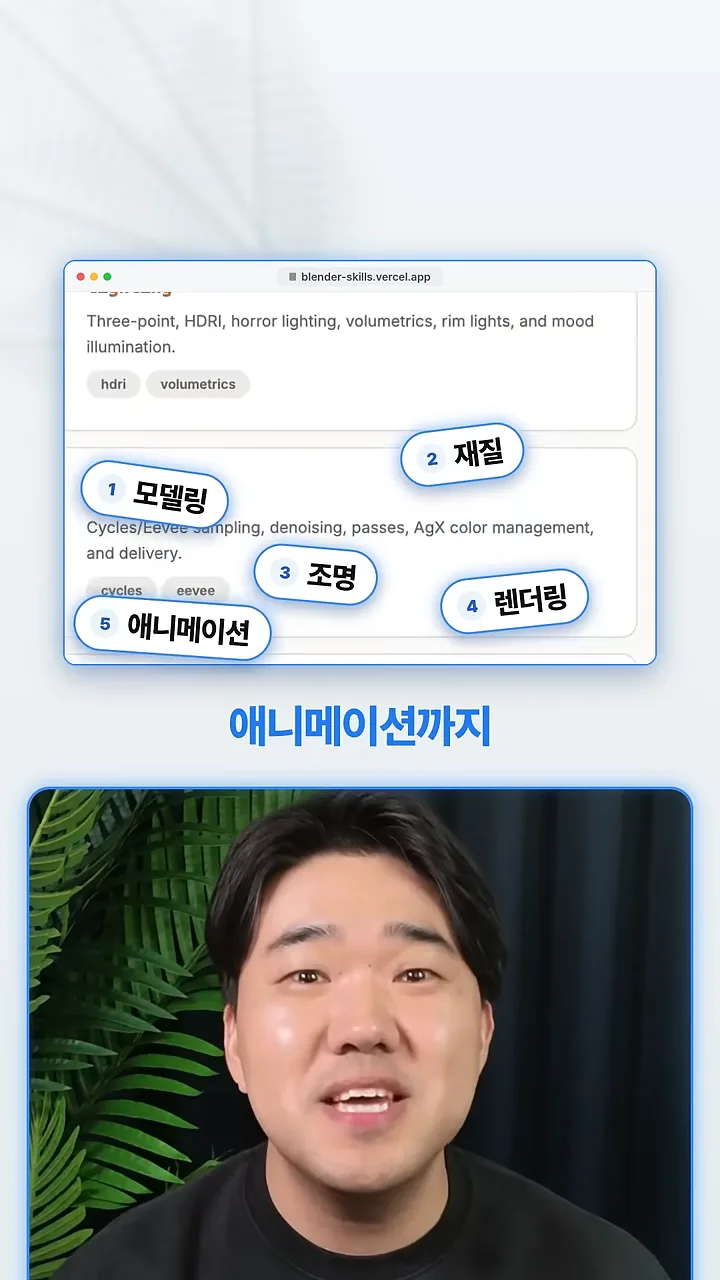 blender-skills.vercel.app
Three-point, HDRI, horror lighting, volumetrics, rim lights, and mood
illumination.
hdri
volumetrics
2 재질
1 모델링
Cycles/Eevee sampling, denoising, passes, AgX color management,
and delivery.
3 조명
cycles
eevee
4 렌더링
5 애니메이션
애니메이션까지